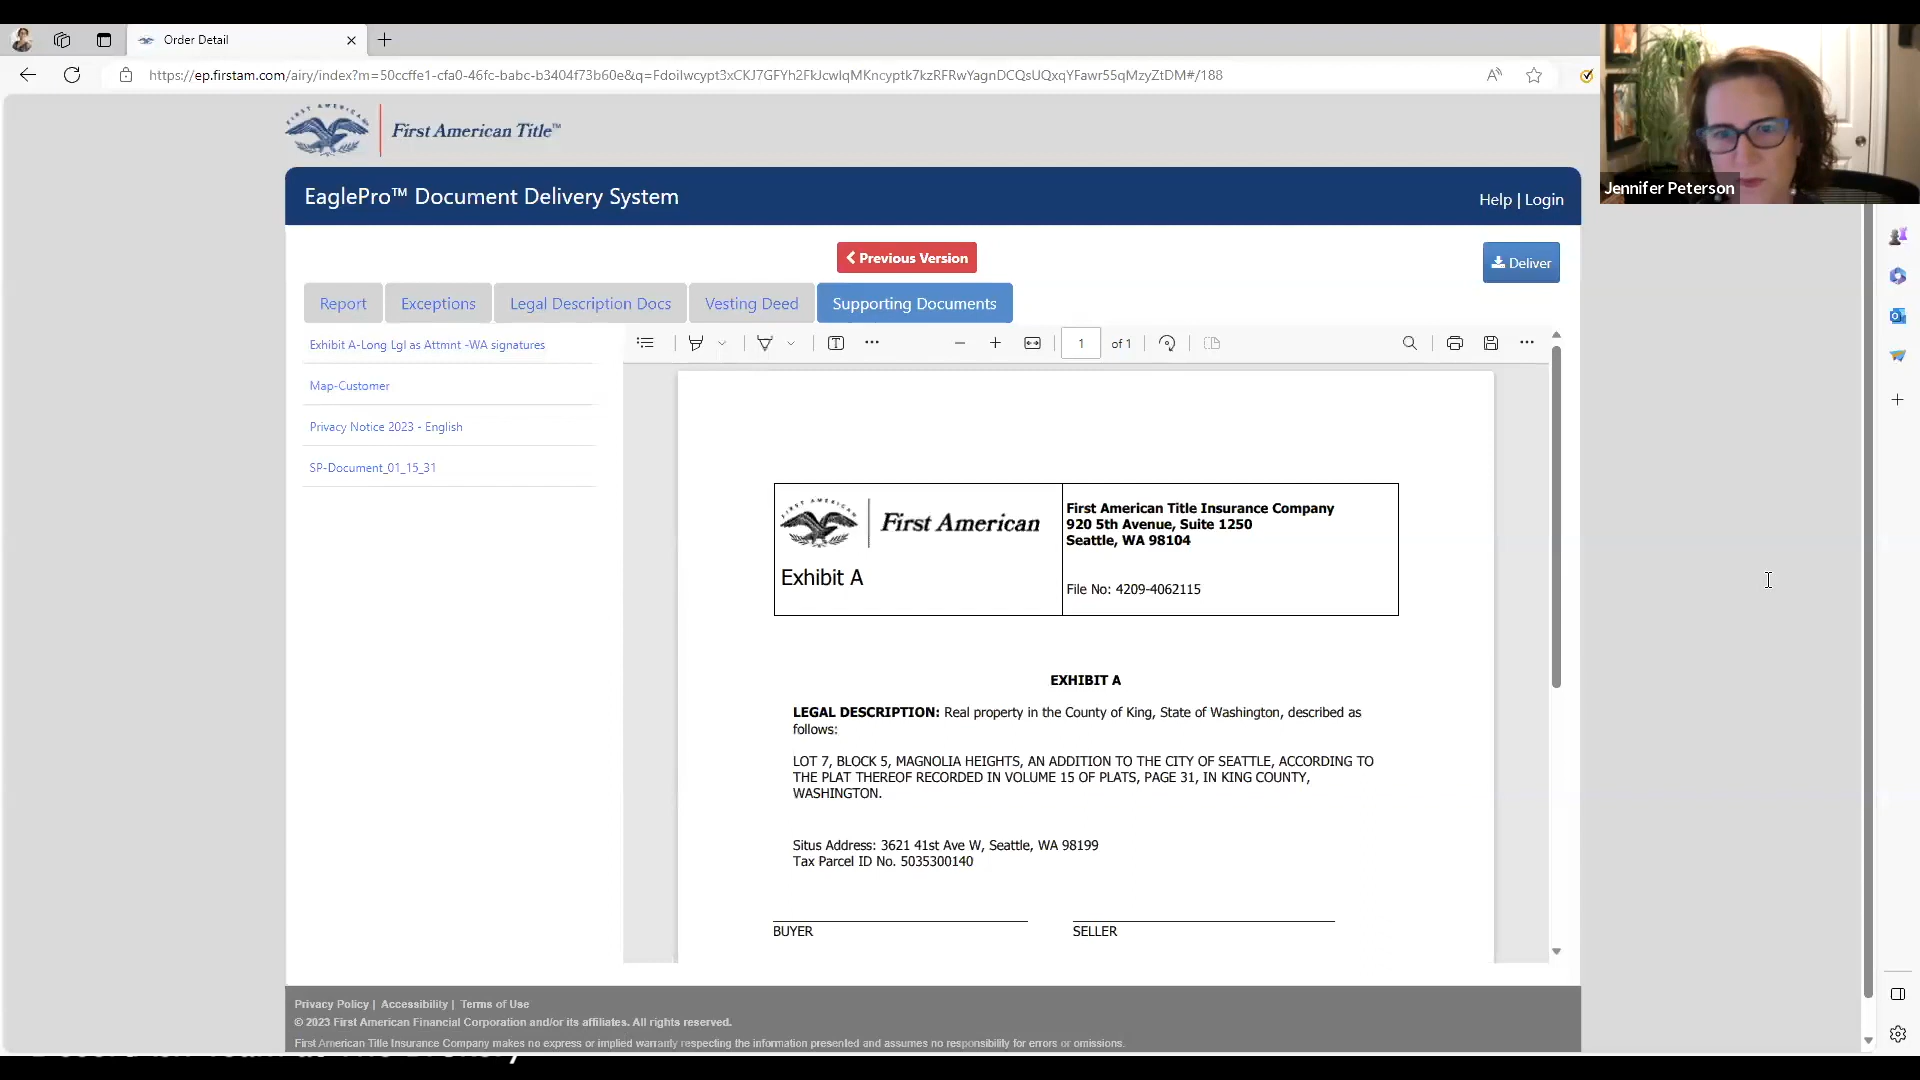 Order Detail
https://ep.firstam.com/airy/index?m=50ccffe1-cfa0-46fc-babc-b3404f73b60e&q=FdoiIwcypt3xCKJ7GFYh2FkJcwIqMKncyptk7kzRFRwYagnDCQsUQxqYFawr55qMzyZtDM#/188
FIRST AMERICAN
First American Title™
Jennifer Peterson
EaglePro™ Document Delivery System
Help | Login
Previous Version
Deliver
Report
Exceptions
Legal Description Docs
Vesting Deed
Supporting Documents
Exhibit A-Long Lgl as Attmnt -WA signatures
Map-Customer
Privacy Notice 2023 - English
SP-Document_01_15_31
1 of 1
FIRST AMERICAN
First American
Exhibit A
First American Title Insurance Company
920 5th Avenue, Suite 1250
Seattle, WA 98104
File No: 4209-4062115
EXHIBIT A
LEGAL DESCRIPTION: Real property in the County of King, State of Washington, described as
follows:
LOT 7, BLOCK 5, MAGNOLIA HEIGHTS, AN ADDITION TO THE CITY OF SEATTLE, ACCORDING TO
THE PLAT THEREOF RECORDED IN VOLUME 15 OF PLATS, PAGE 31, IN KING COUNTY,
WASHINGTON.
Situs Address: 3621 41st Ave W, Seattle, WA 98199
Tax Parcel ID No. 5035300140
BUYER
SELLER
Privacy Policy | Accessibility | Terms of Use
© 2023 First American Financial Corporation and/or its affiliates. All rights reserved.
First American Title Insurance Company makes no express or implied warranty respecting the information presented and assumes no responsibility for errors or omissions.